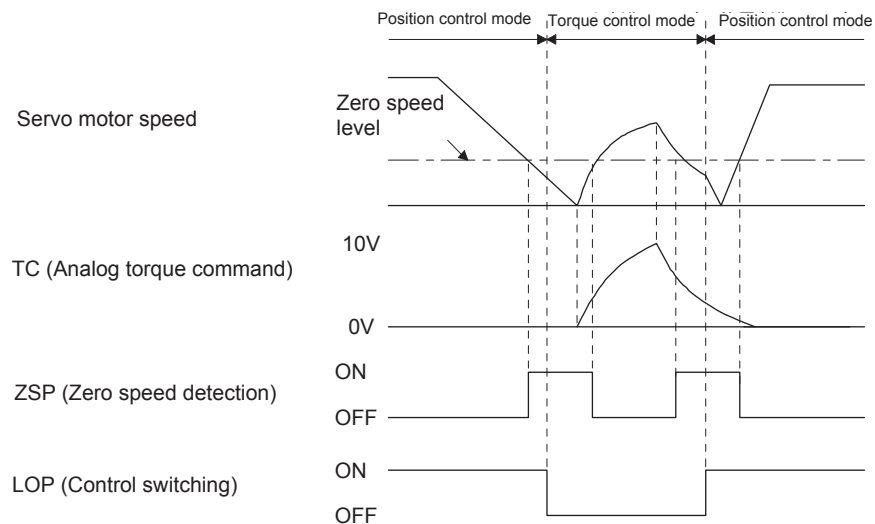 Position control mode
Torque control mode
Position control mode
Servo motor speed
Zero speed
level
TC (Analog torque command)
10V
0V
ZSP (Zero speed detection)
ON
OFF
LOP (Control switching)
ON
OFF